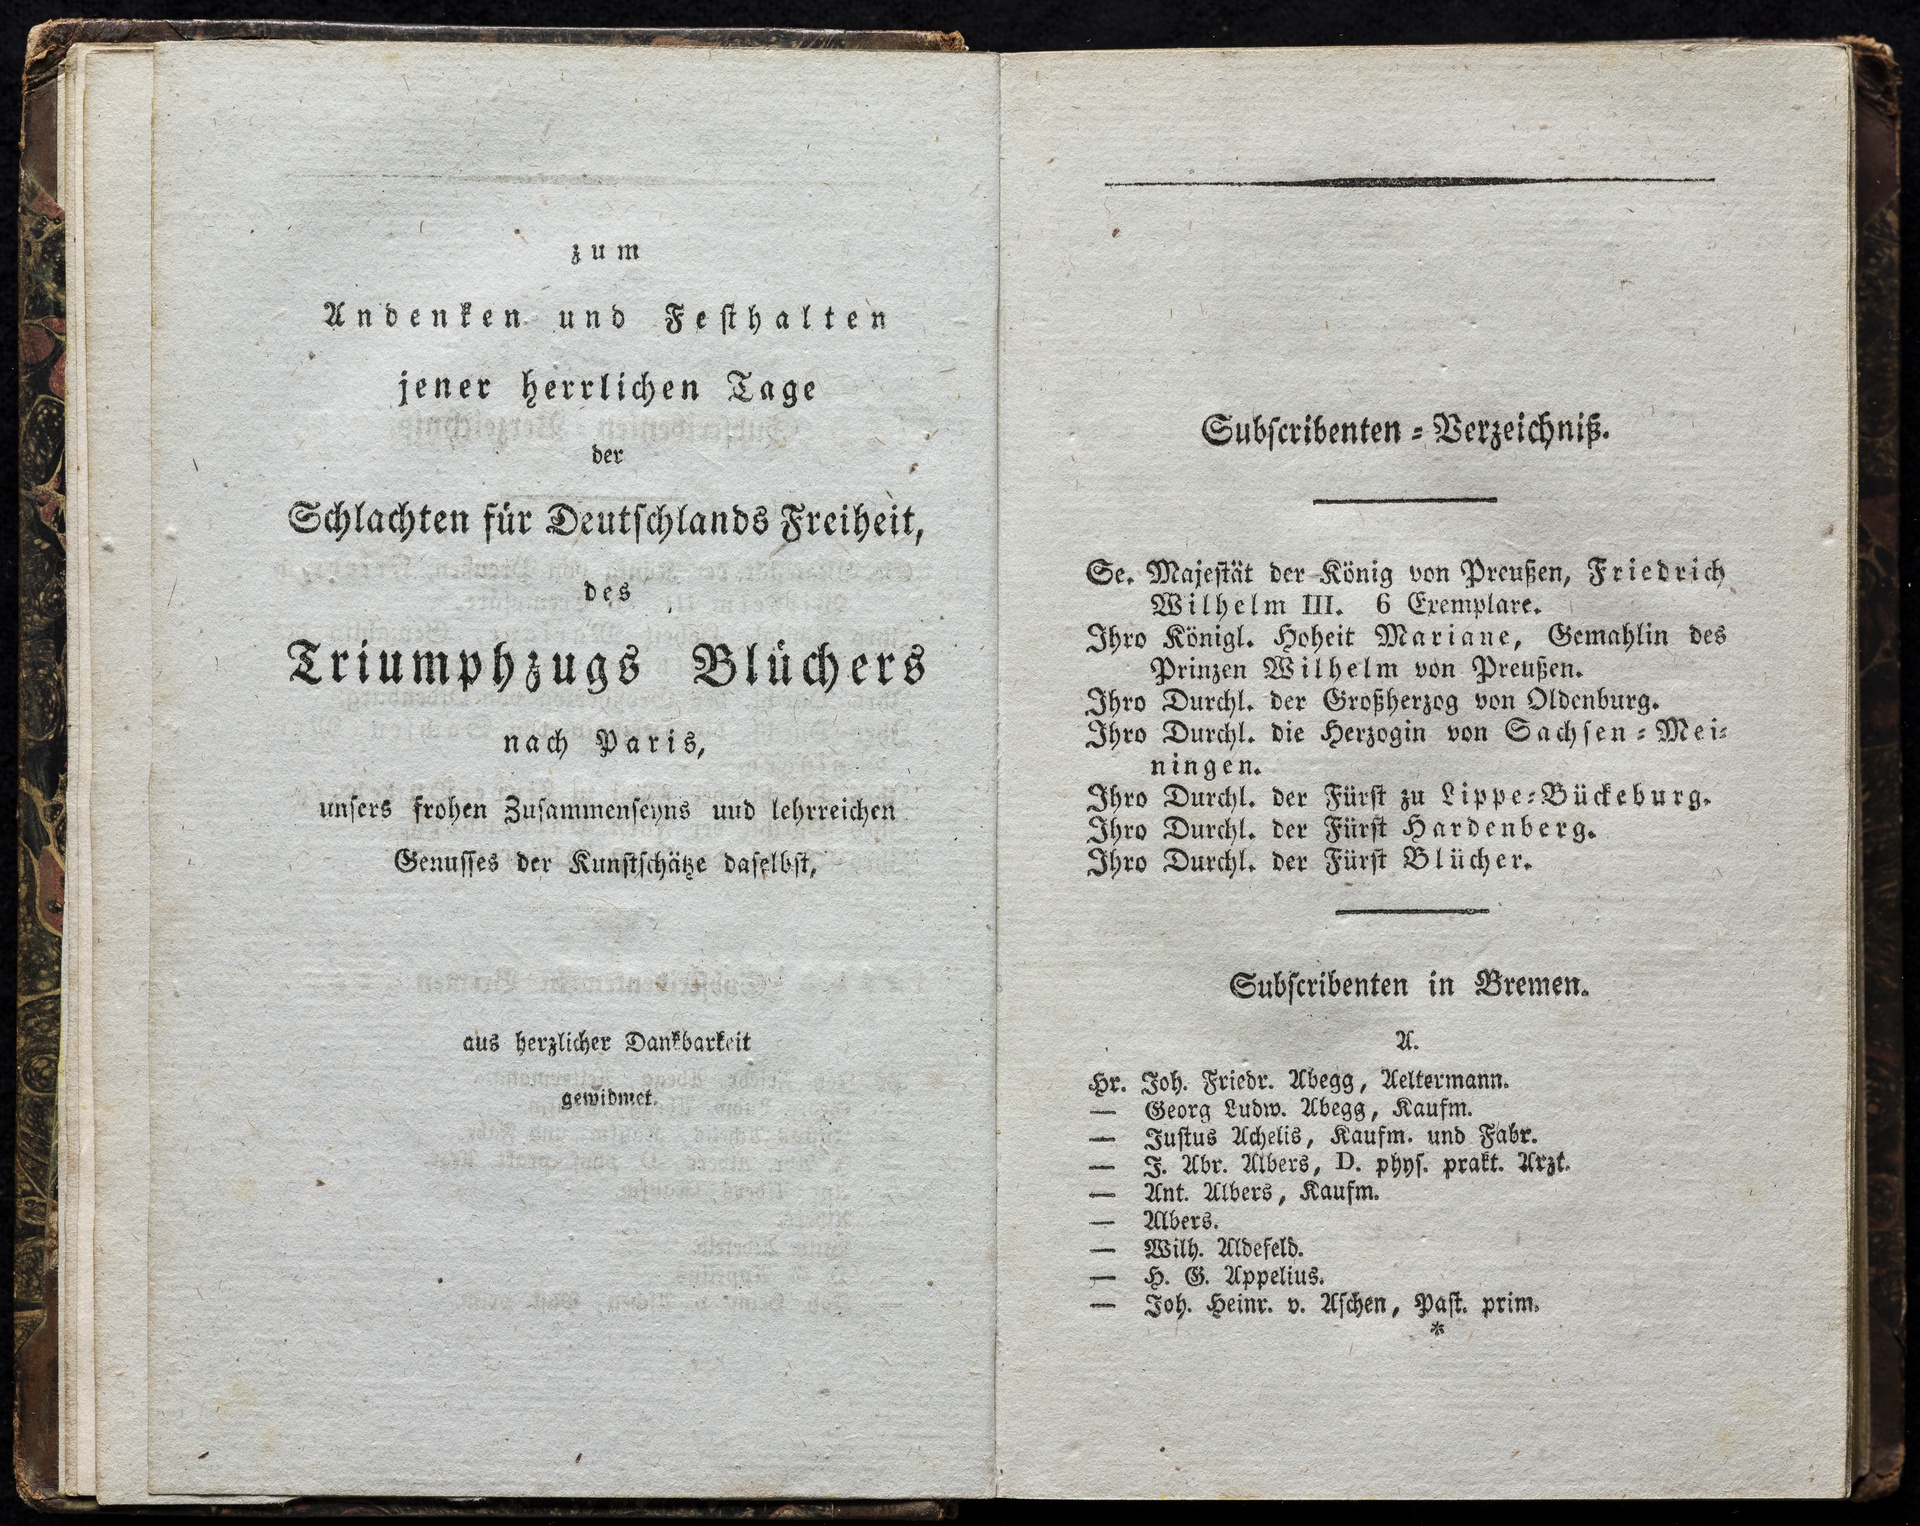 zum
Andenken und Festhalten
jener herrlichen Tage
der
Schlachten für Deutschlands Freiheit,
des
Triumphzugs Blüchers
nach Paris,
unsers frohen Zusammenseyns uud lehrreichen
Genusses der Kunstschätze daselbst,
aus herzlicher Dankbarkeit
gewidmet.
Subscribenten-Verzeichniß.
Se. Majestät der König von Preußen, Friedrich
Wilhelm III. 6 Exemplare.
Ihro Königl. Hoheit Mariane, Gemahlin des
Prinzen Wilhelm von Preußen.
Ihro Durchl. der Großherzog von Oldenburg.
Ihro Durchl. die Herzogin von Sachsen-Mei-
ningen.
Ihro Durchl. der Fürst zu Lippe-Bückeburg.
Ihro Durchl. der Fürst Hardenberg.
Ihro Durchl. der Fürst Blücher.
Subscribenten in Bremen.
A.
Hr. Joh. Friedr. Abegg, Aeltermann.
— Georg Ludw. Abegg, Kaufm.
— Justus Achelis, Kaufm. und Fabr.
— J. Abr. Albers, D. phys. prakt. Arzt.
— Ant. Albers, Kaufm.
— Albers.
— Wilh. Aldefeld.
— H. G. Appelius.
— Joh. Heinr. v. Aschen, Past. prim.
*